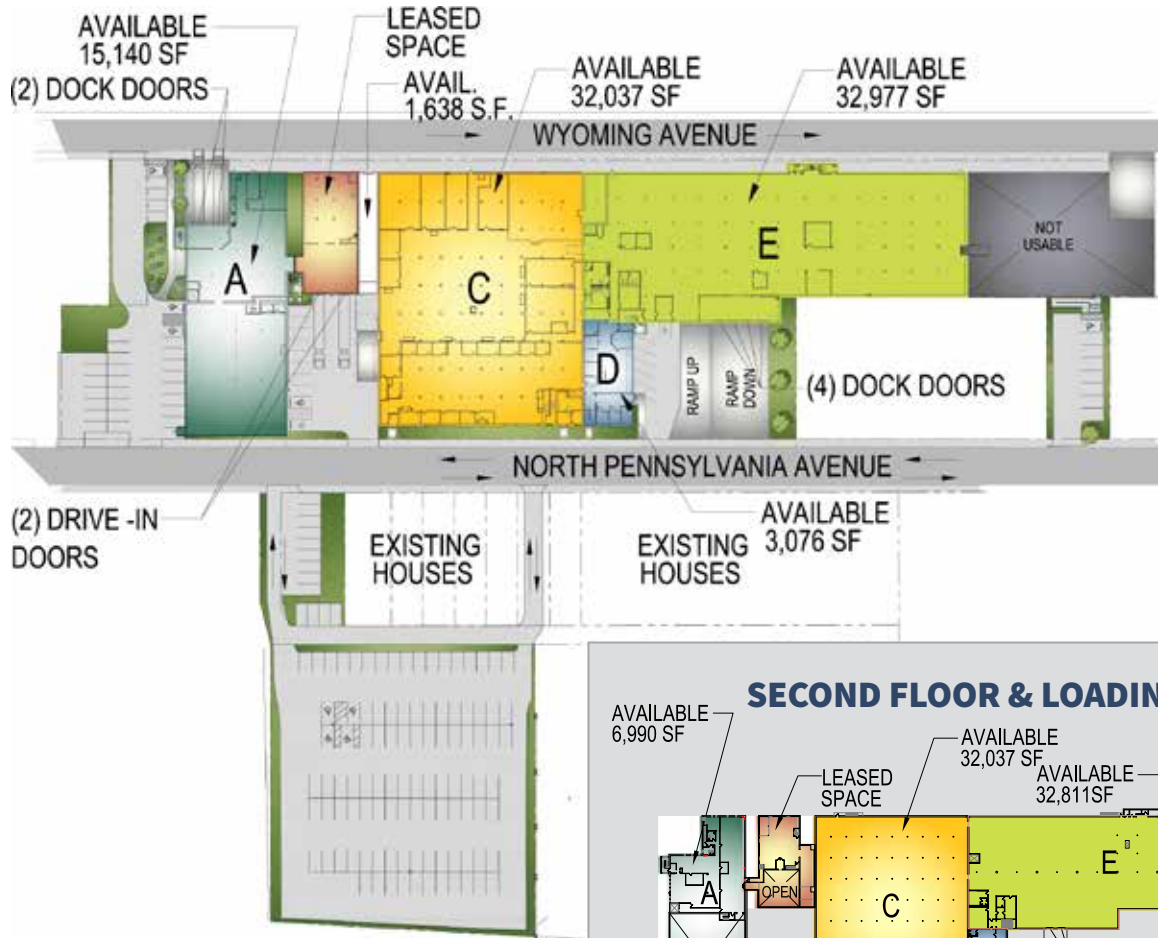 AVAILABLE
15,140 SF
(2) DOCK DOORS
LEASED
SPACE
AVAIL.
1,638 S.F.
AVAILABLE
32,037 SF
AVAILABLE
32,977 SF
WYOMING AVENUE
A
C
E
NOT
USABLE
D
RAMP UP
RAMP
DOWN
(4) DOCK DOORS
NORTH PENNSYLVANIA AVENUE
(2) DRIVE -IN
DOORS
EXISTING
HOUSES
EXISTING
HOUSES
AVAILABLE
3,076 SF
SECOND FLOOR & LOADIN
AVAILABLE
6,990 SF
LEASED
SPACE
AVAILABLE
32,037 SF
AVAILABLE
32,811SF
A
OPEN
C
E